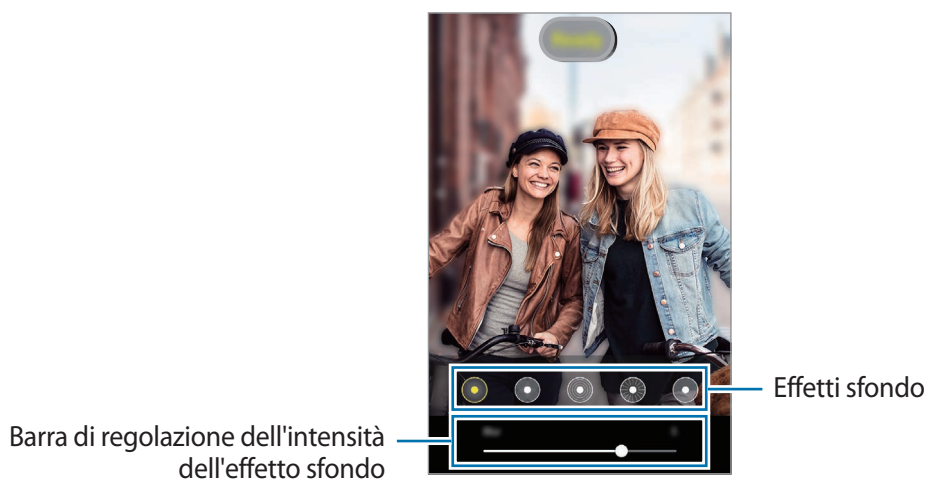 Effetti sfondo
Barra di regolazione dell'intensità
dell'effetto sfondo